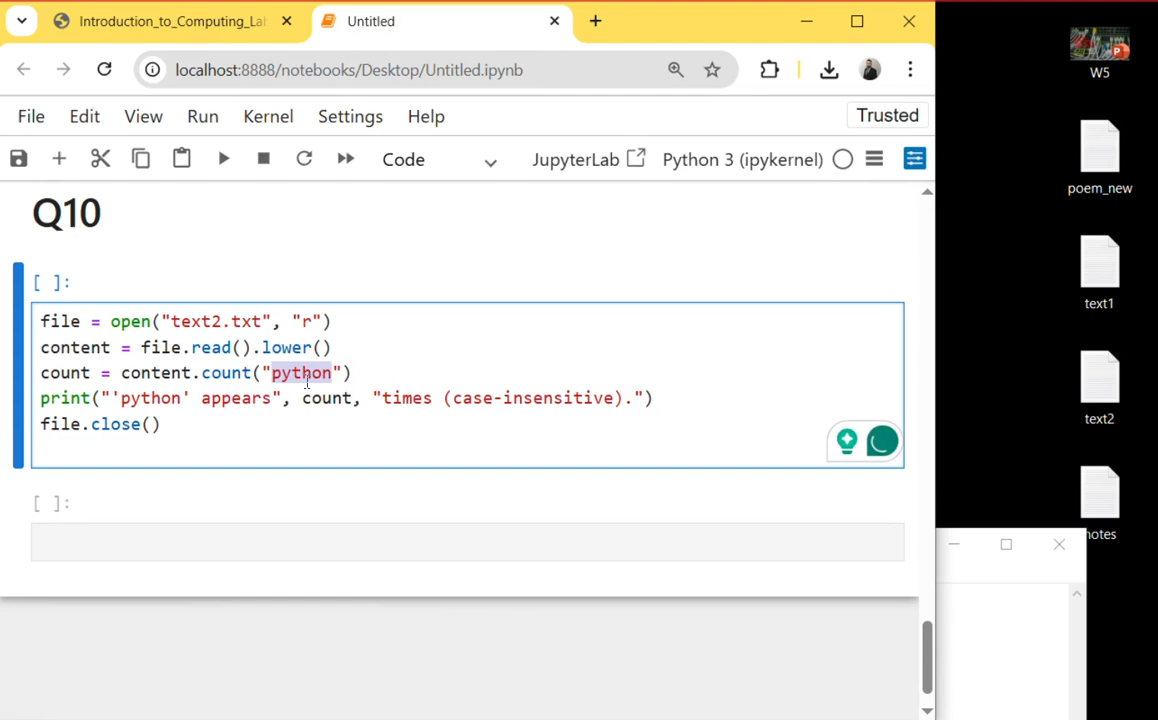 Introduction_to_Computing_Lal
Untitled
localhost:8888/notebooks/Desktop/Untitled.ipynb
File Edit View Run Kernel Settings Help
Trusted
Code
JupyterLab
Python 3 (ipykernel)
Q10
[ ]:
file = open("text2.txt", "r")
content = file.read().lower()
count = content.count("python")
print("'python' appears", count, "times (case-insensitive).")
file.close()
[ ]:
W5
poem_new
text1
text2
notes